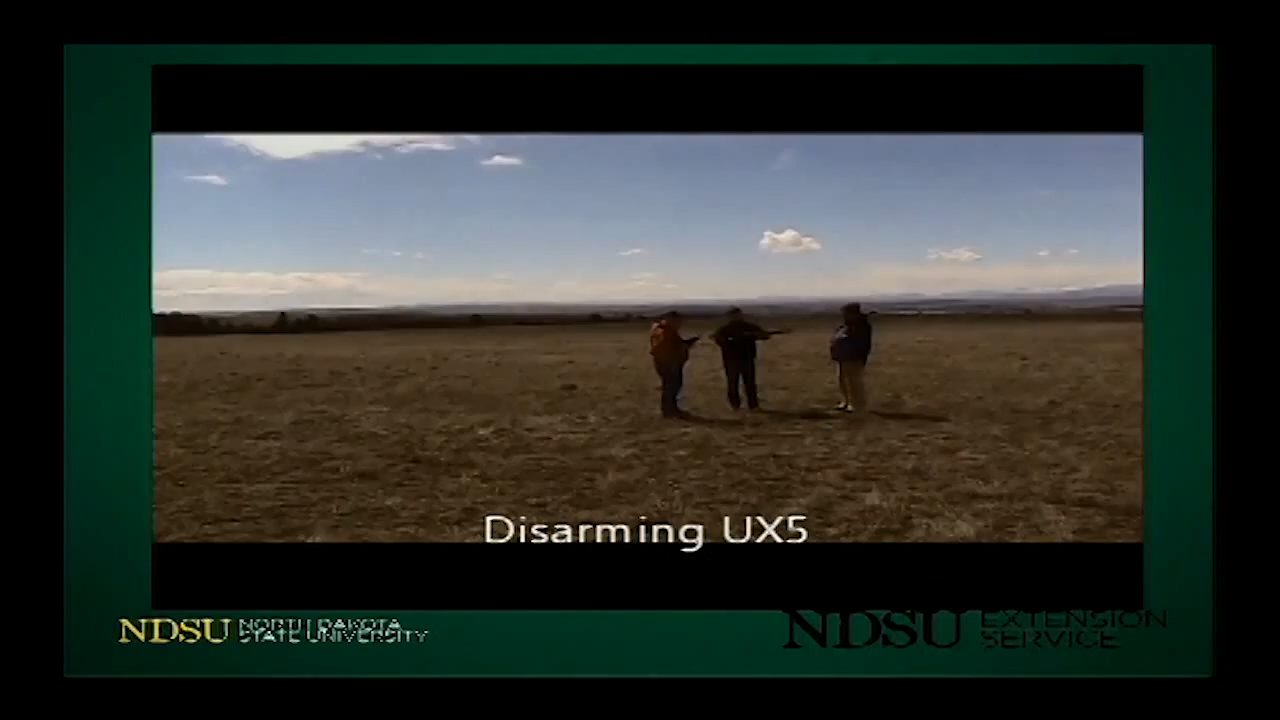 Disarming UX5
NDSU NORTH DAKOTA
STATE UNIVERSITY
NDSU EXTENSION
SERVICE